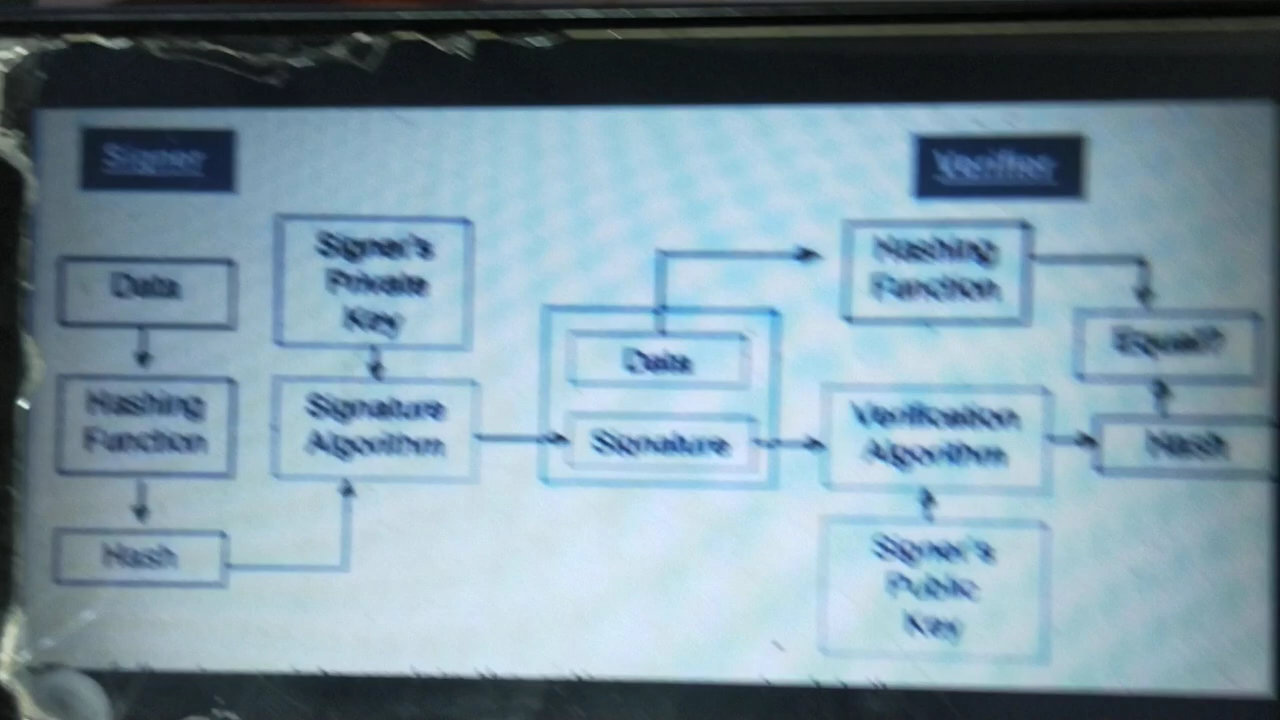 Signer
Verifier
Data
Hashing
Function
Hash
Signer's
Private
Key
Signature
Algorithm
Data
Signature
Hashing
Function
Verification
Algorithm
Signer's
Public
Key
Equal?
Hash